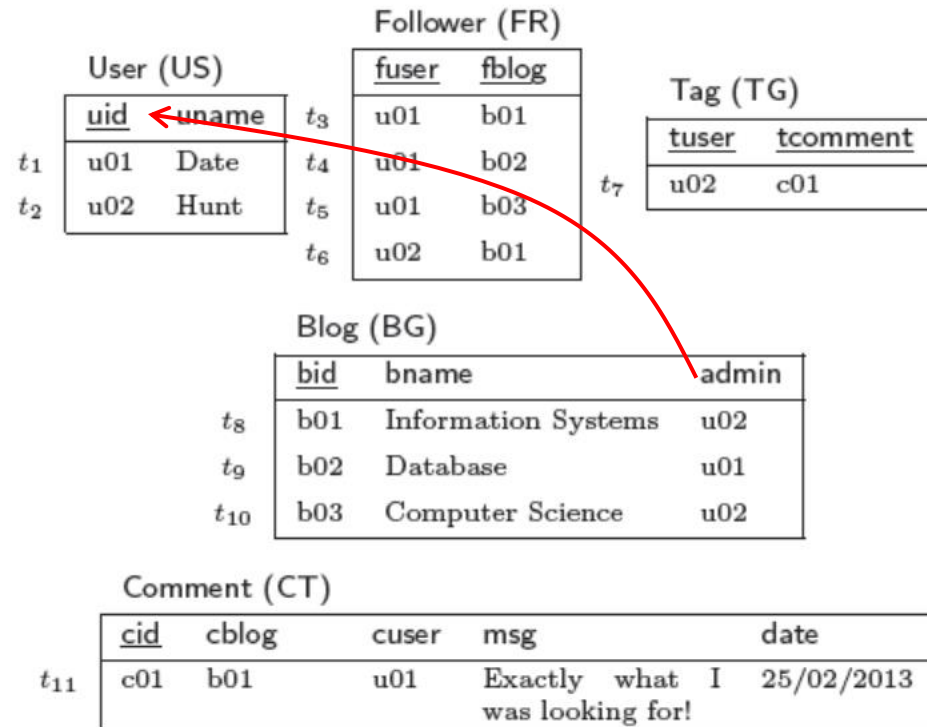 User (US)
uid uname
t1 u01 Date
t2 u02 Hunt
Follower (FR)
fuser fblog
t3 u01 b01
t4 u01 b02
t5 u01 b03
t6 u02 b01
Tag (TG)
tuser tcomment
t7 u02 c01
Blog (BG)
bid bname admin
t8 b01 Information Systems u02
t9 b02 Database u01
t10 b03 Computer Science u02
Comment (CT)
cid cblog cuser msg date
t11 c01 b01 u01 Exactly what I 25/02/2013
was looking for!